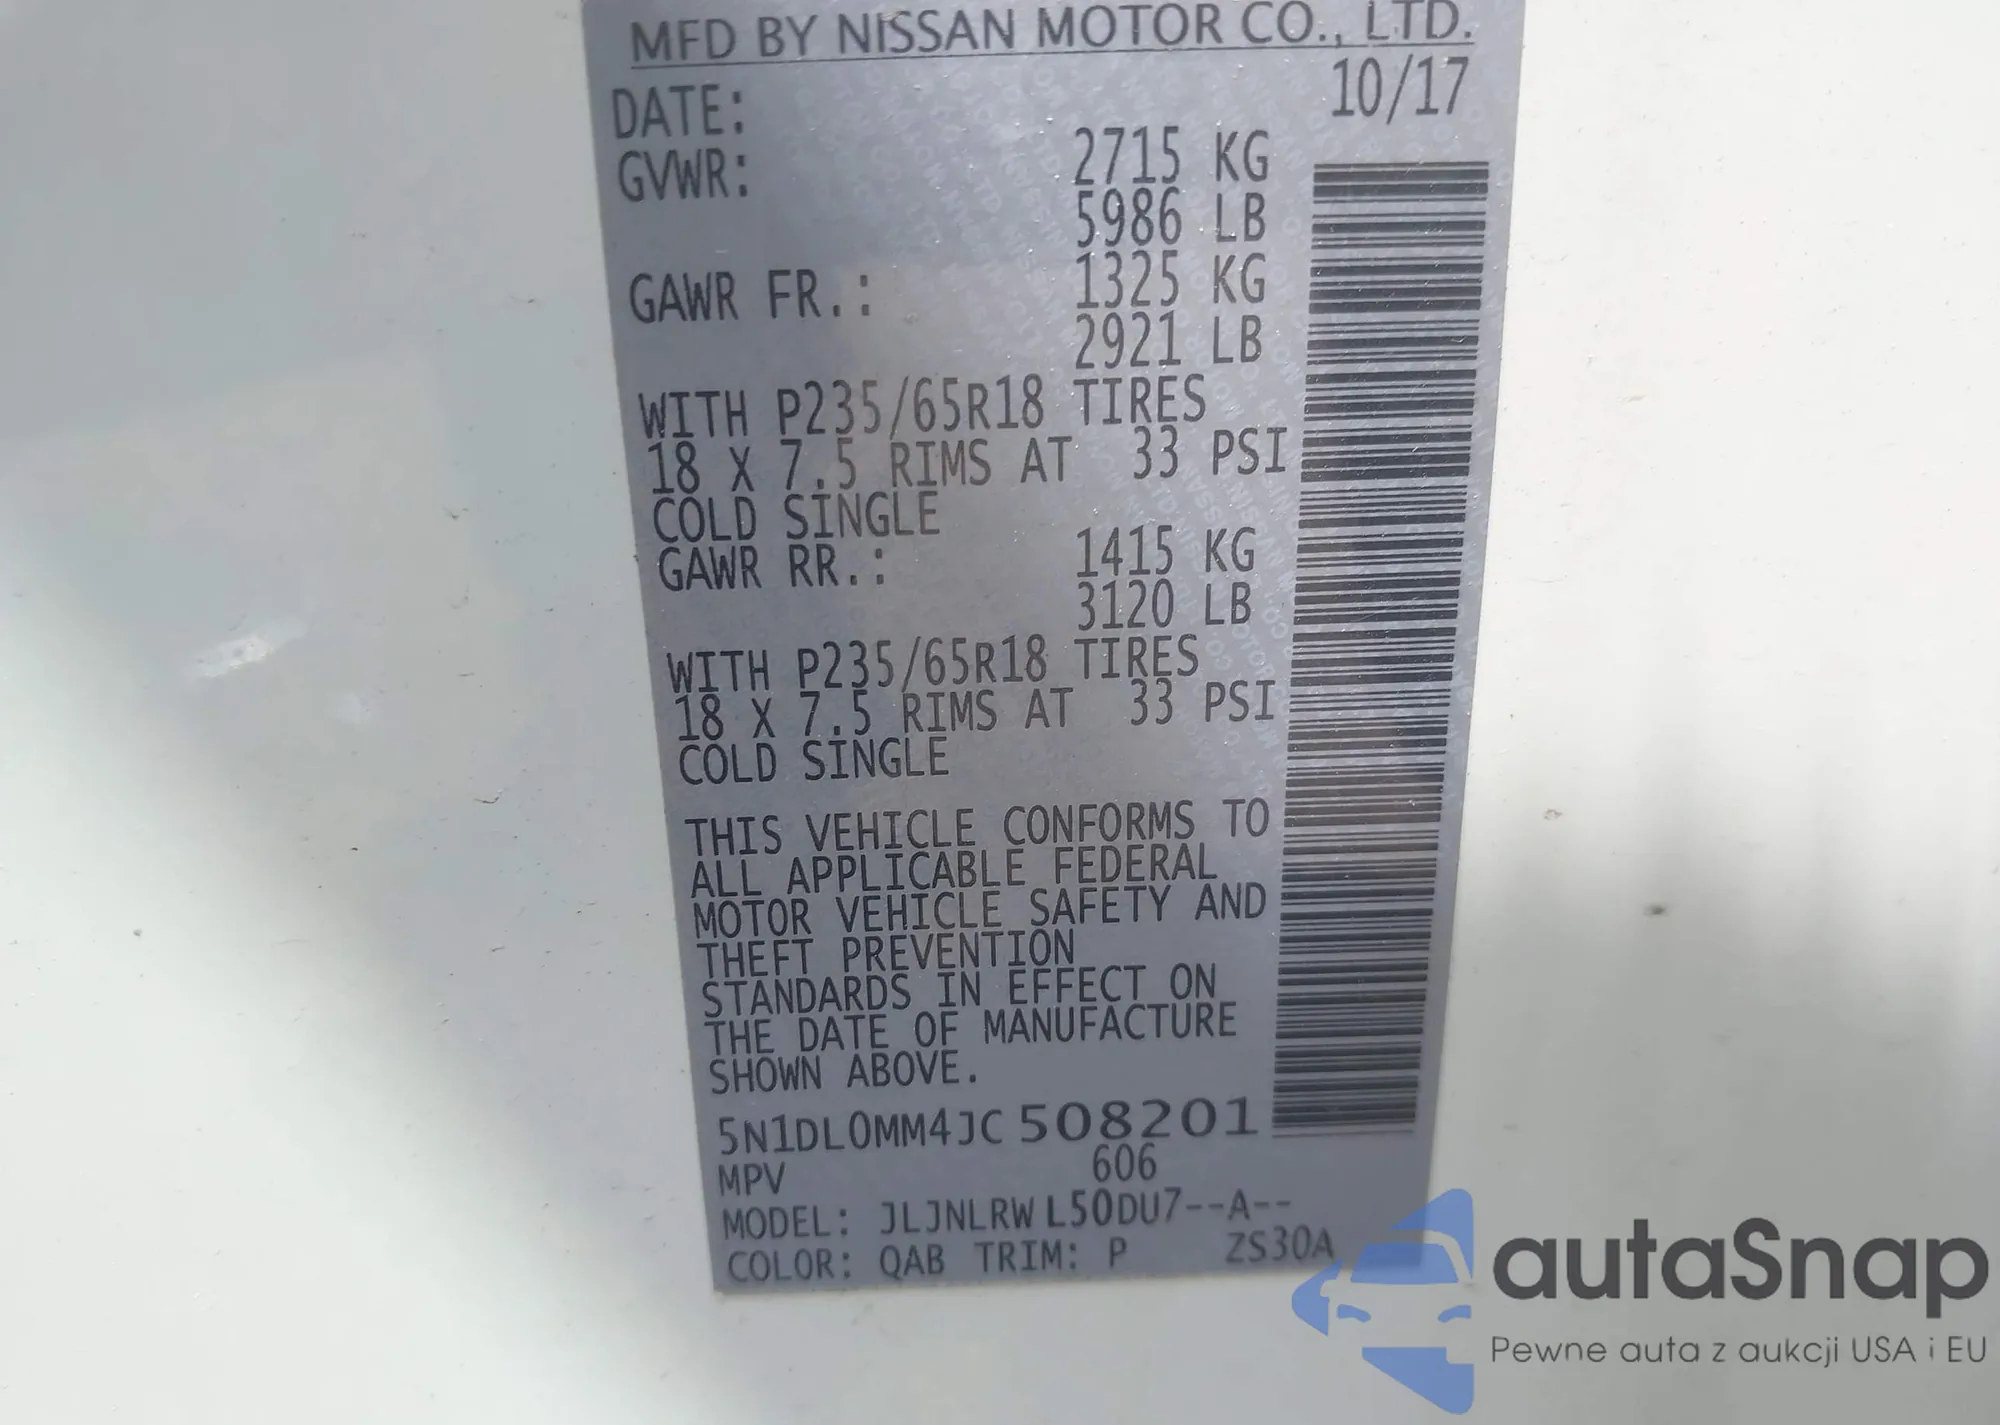 MFD BY NISSAN MOTOR CO., LTD.
DATE: 10/17
GVWR: 2715 KG
5986 LB
GAWR FR.: 1325 KG
2921 LB
WITH P235/65R18 TIRES
18 X 7.5 RIMS AT 33 PSI
COLD SINGLE
GAWR RR.: 1415 KG
3120 LB
WITH P235/65R18 TIRES
18 X 7.5 RIMS AT 33 PSI
COLD SINGLE
THIS VEHICLE CONFORMS TO
ALL APPLICABLE FEDERAL
MOTOR VEHICLE SAFETY AND
THEFT PREVENTION
STANDARDS IN EFFECT ON
THE DATE OF MANUFACTURE
SHOWN ABOVE.
5N1DL0MM4JC508201
MPV 606
MODEL: JLJNLRW L50DU7--A--
COLOR: QAB TRIM: P ZS30A
autaSnap
Pewne auta z aukcji USA i EU